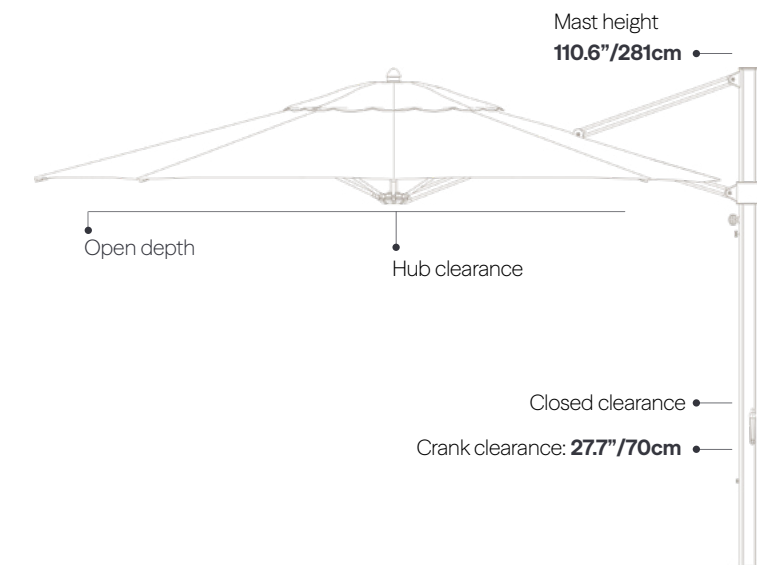 Mast height
110.6”/281cm
Open depth
Hub clearance
Closed clearance
Crank clearance: 27.7”/70cm